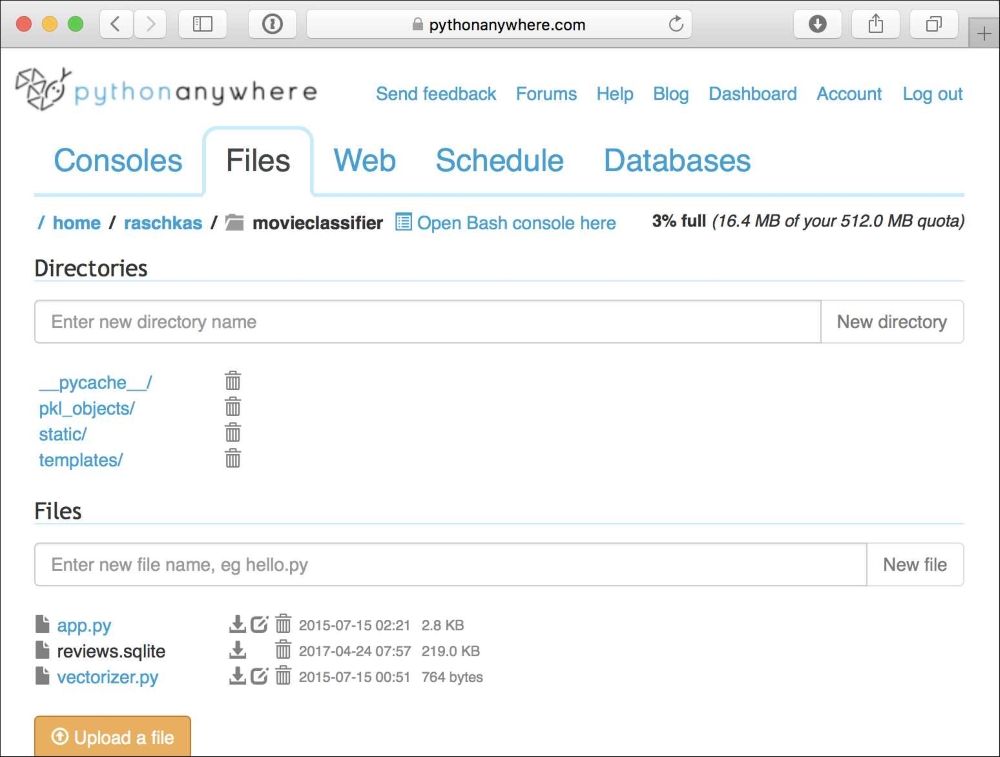 pythonanywhere.com
pythonanywhere
Send feedback Forums Help Blog Dashboard Account Log out
Consoles Files Web Schedule Databases
/ home / raschkas / movieclassifier Open Bash console here 3% full (16.4 MB of your 512.0 MB quota)
Directories
Enter new directory name New directory
__pycache__/
pkl_objects/
static/
templates/
Files
Enter new file name, eg hello.py New file
app.py 2015-07-15 02:21 2.8 KB
reviews.sqlite 2017-04-24 07:57 219.0 KB
vectorizer.py 2015-07-15 00:51 764 bytes
Upload a file